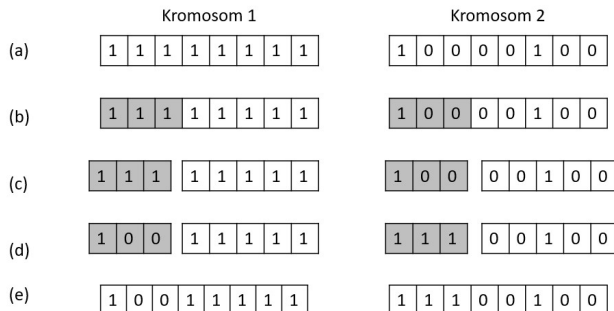 Kromosom 1 Kromosom 2
(a) 1 1 1 1 1 1 1 1 1 0 0 0 0 1 0 0
(b) 1 1 1 1 1 1 1 1 1 0 0 0 0 1 0 0
(c) 1 1 1 1 1 1 1 1 1 0 0 0 0 1 0 0
(d) 1 0 0 1 1 1 1 1 1 1 1 0 0 1 0 0
(e) 1 0 0 1 1 1 1 1 1 1 1 0 0 1 0 0